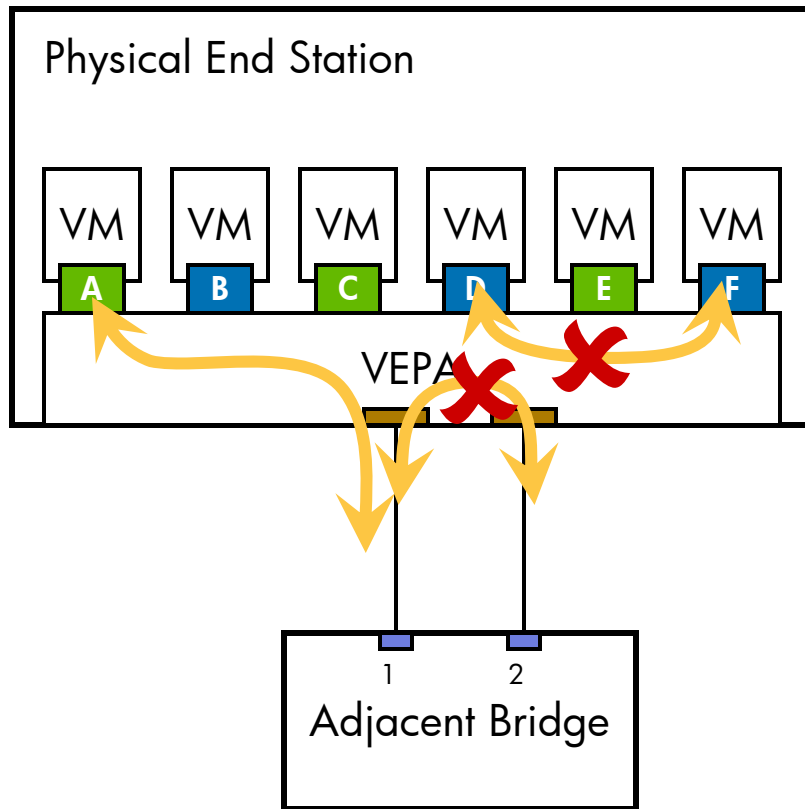 Physical End Station
VM VM VM VM VM VM
A B C D E F
VEPA
1 2
Adjacent Bridge